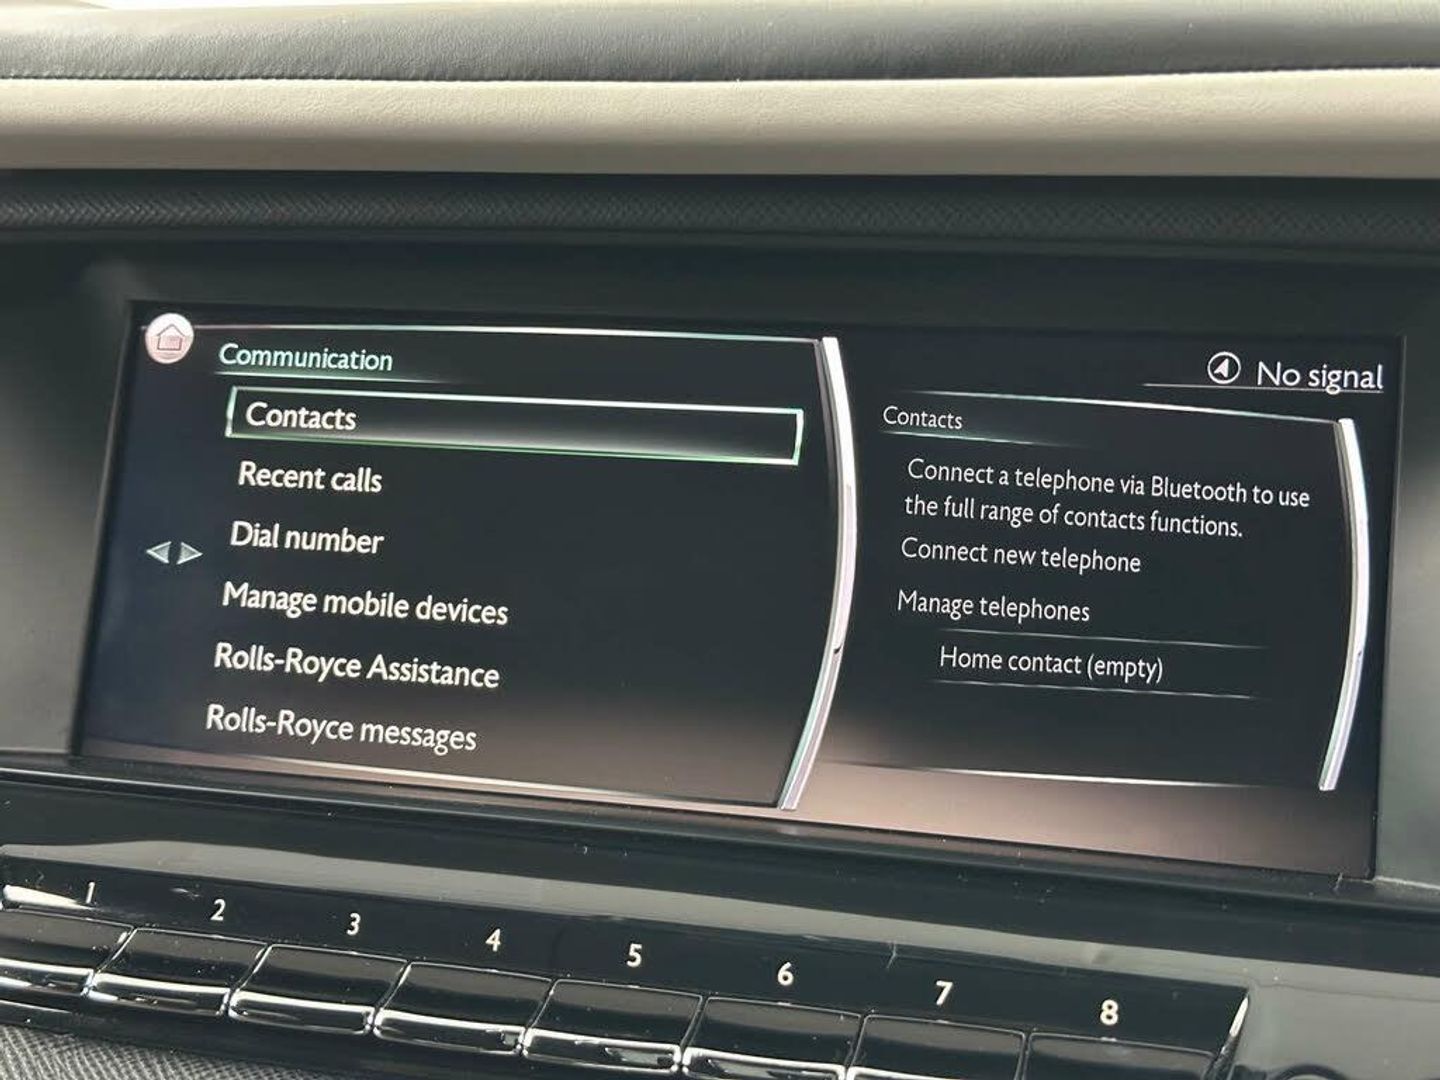 Communication
Contacts
Recent calls
Dial number
Manage mobile devices
Rolls-Royce Assistance
Rolls-Royce messages
No signal
Contacts
Connect a telephone via Bluetooth to use
the full range of contacts functions.
Connect new telephone
Manage telephones
Home contact (empty)
1 2 3 4 5 6 7 8